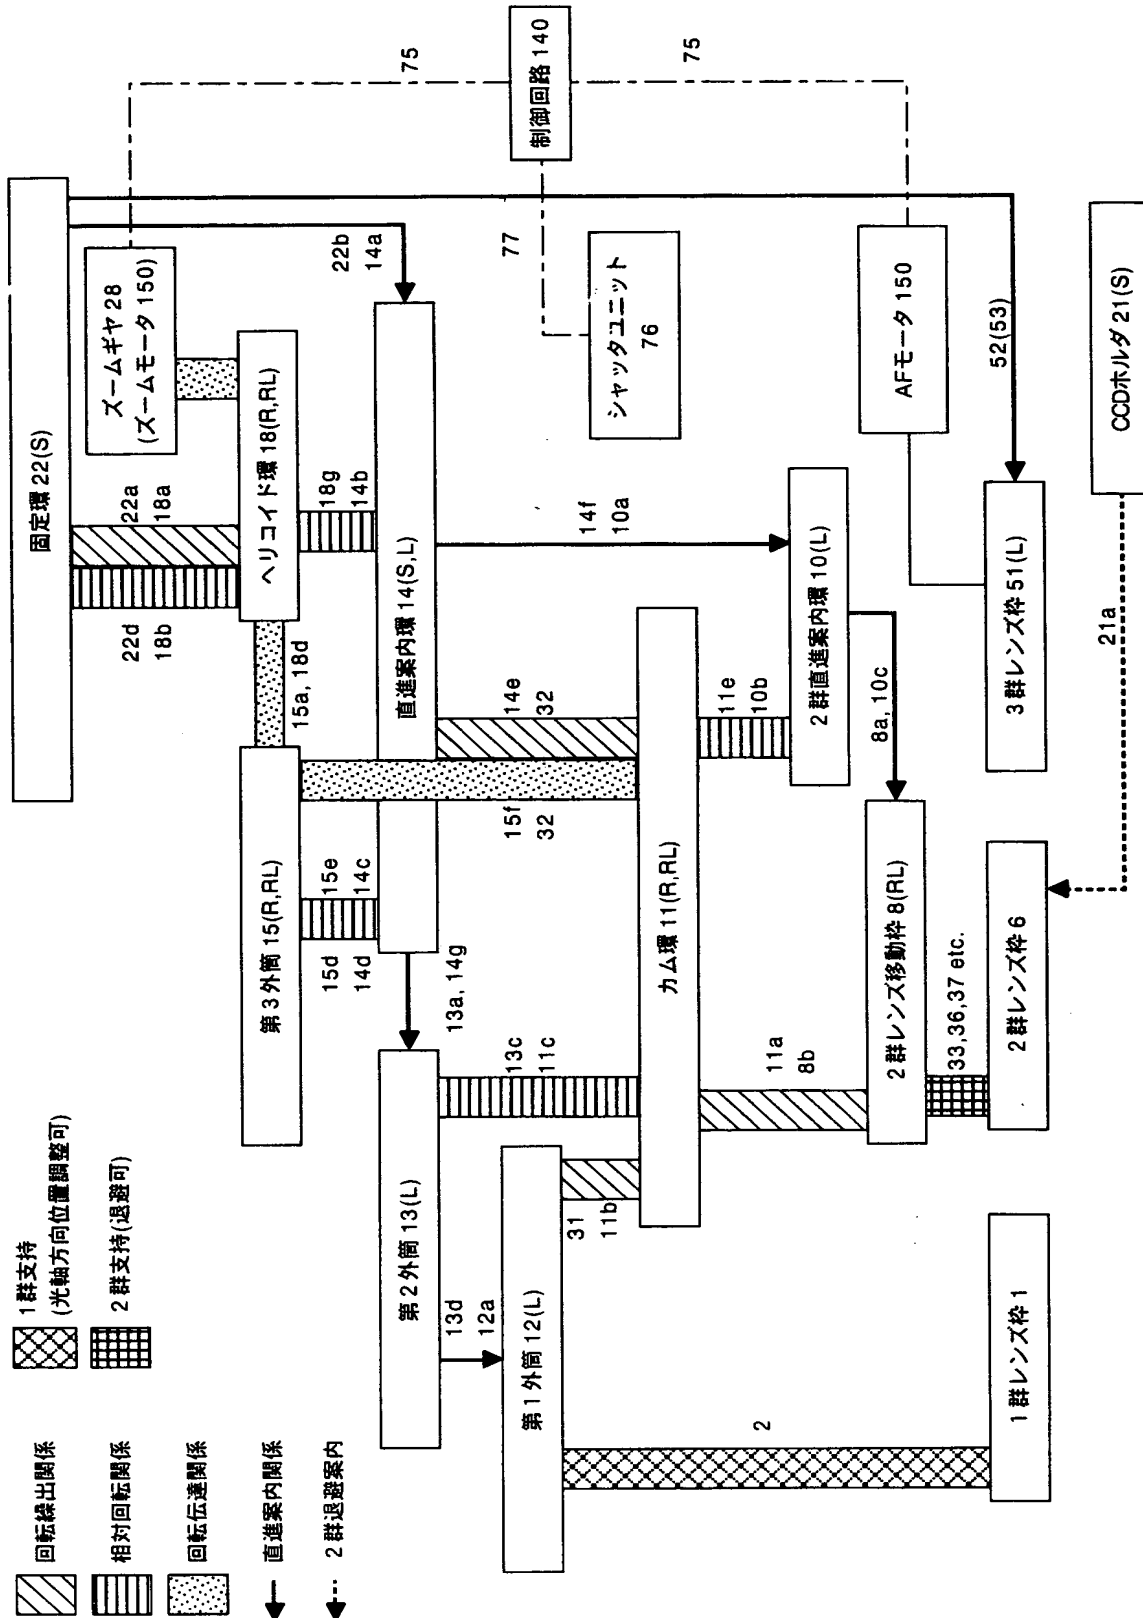 回転繰出関係
相対回転関係
回転伝達関係
直進案内関係
2群退避案内
1群支持
(光軸方向位置調整可)
2群支持(退避可)
固定環 22(S)
ズームギヤ 28
(ズームモータ 150)
75
制御回路 140
75
22a
18a
22d
18b
ヘリコイド環 18(R,RL)
22b
14a
77
15a, 18d
18g
14b
第3外筒 15(R,RL)
15e
14c
15d
14d
直進案内環 14(S,L)
シャッタユニット
76
AFモータ 150
52(53)
CCDホルダ 21(S)
13a, 14g
14f
10a
14e
32
15f
32
第2外筒 13(L)
13c
11c
13d
12a
第1外筒 12(L)
31
11b
カム環 11(R,RL)
11e
10b
2群直進案内環 10(L)
8a, 10c
11a
8b
2群レンズ移動枠 8(RL)
33,36,37 etc.
2
1群レンズ枠 1
2群レンズ枠 6
3群レンズ枠 51(L)
21a